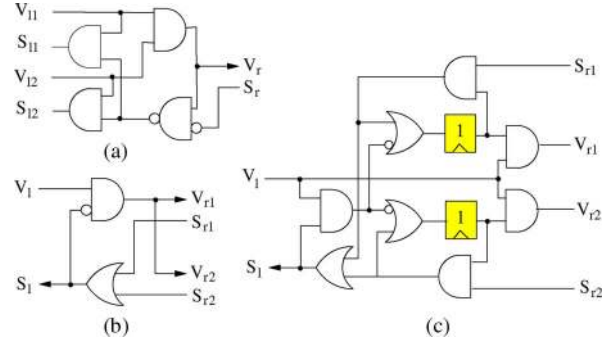 V_l1
S_l1
V_l2
S_l2
V_r
S_r
(a)
V_l
V_r1
S_r1
V_r2
S_l
S_r2
(b)
S_r1
1
V_r1
V_l
V_r2
1
S_l
S_r2
(c)